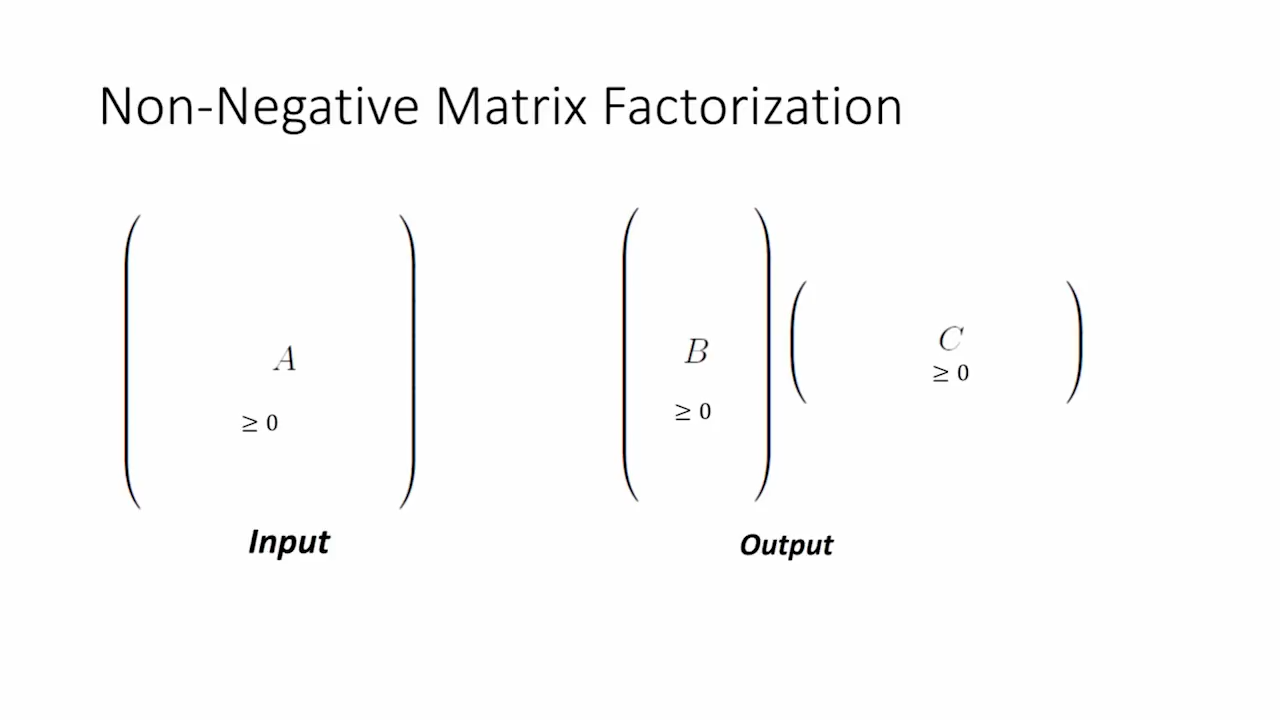 Non-Negative Matrix Factorization
A
≥ 0
B
≥ 0
C
≥ 0
Input
Output